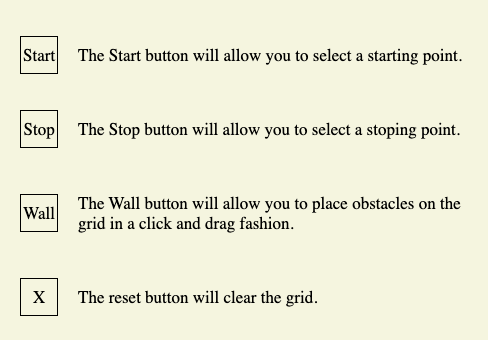 Start The Start button will allow you to select a starting point.
Stop The Stop button will allow you to select a stoping point.
The Wall button will allow you to place obstacles on the
Wall
grid in a click and drag fashion.
X The reset button will clear the grid.